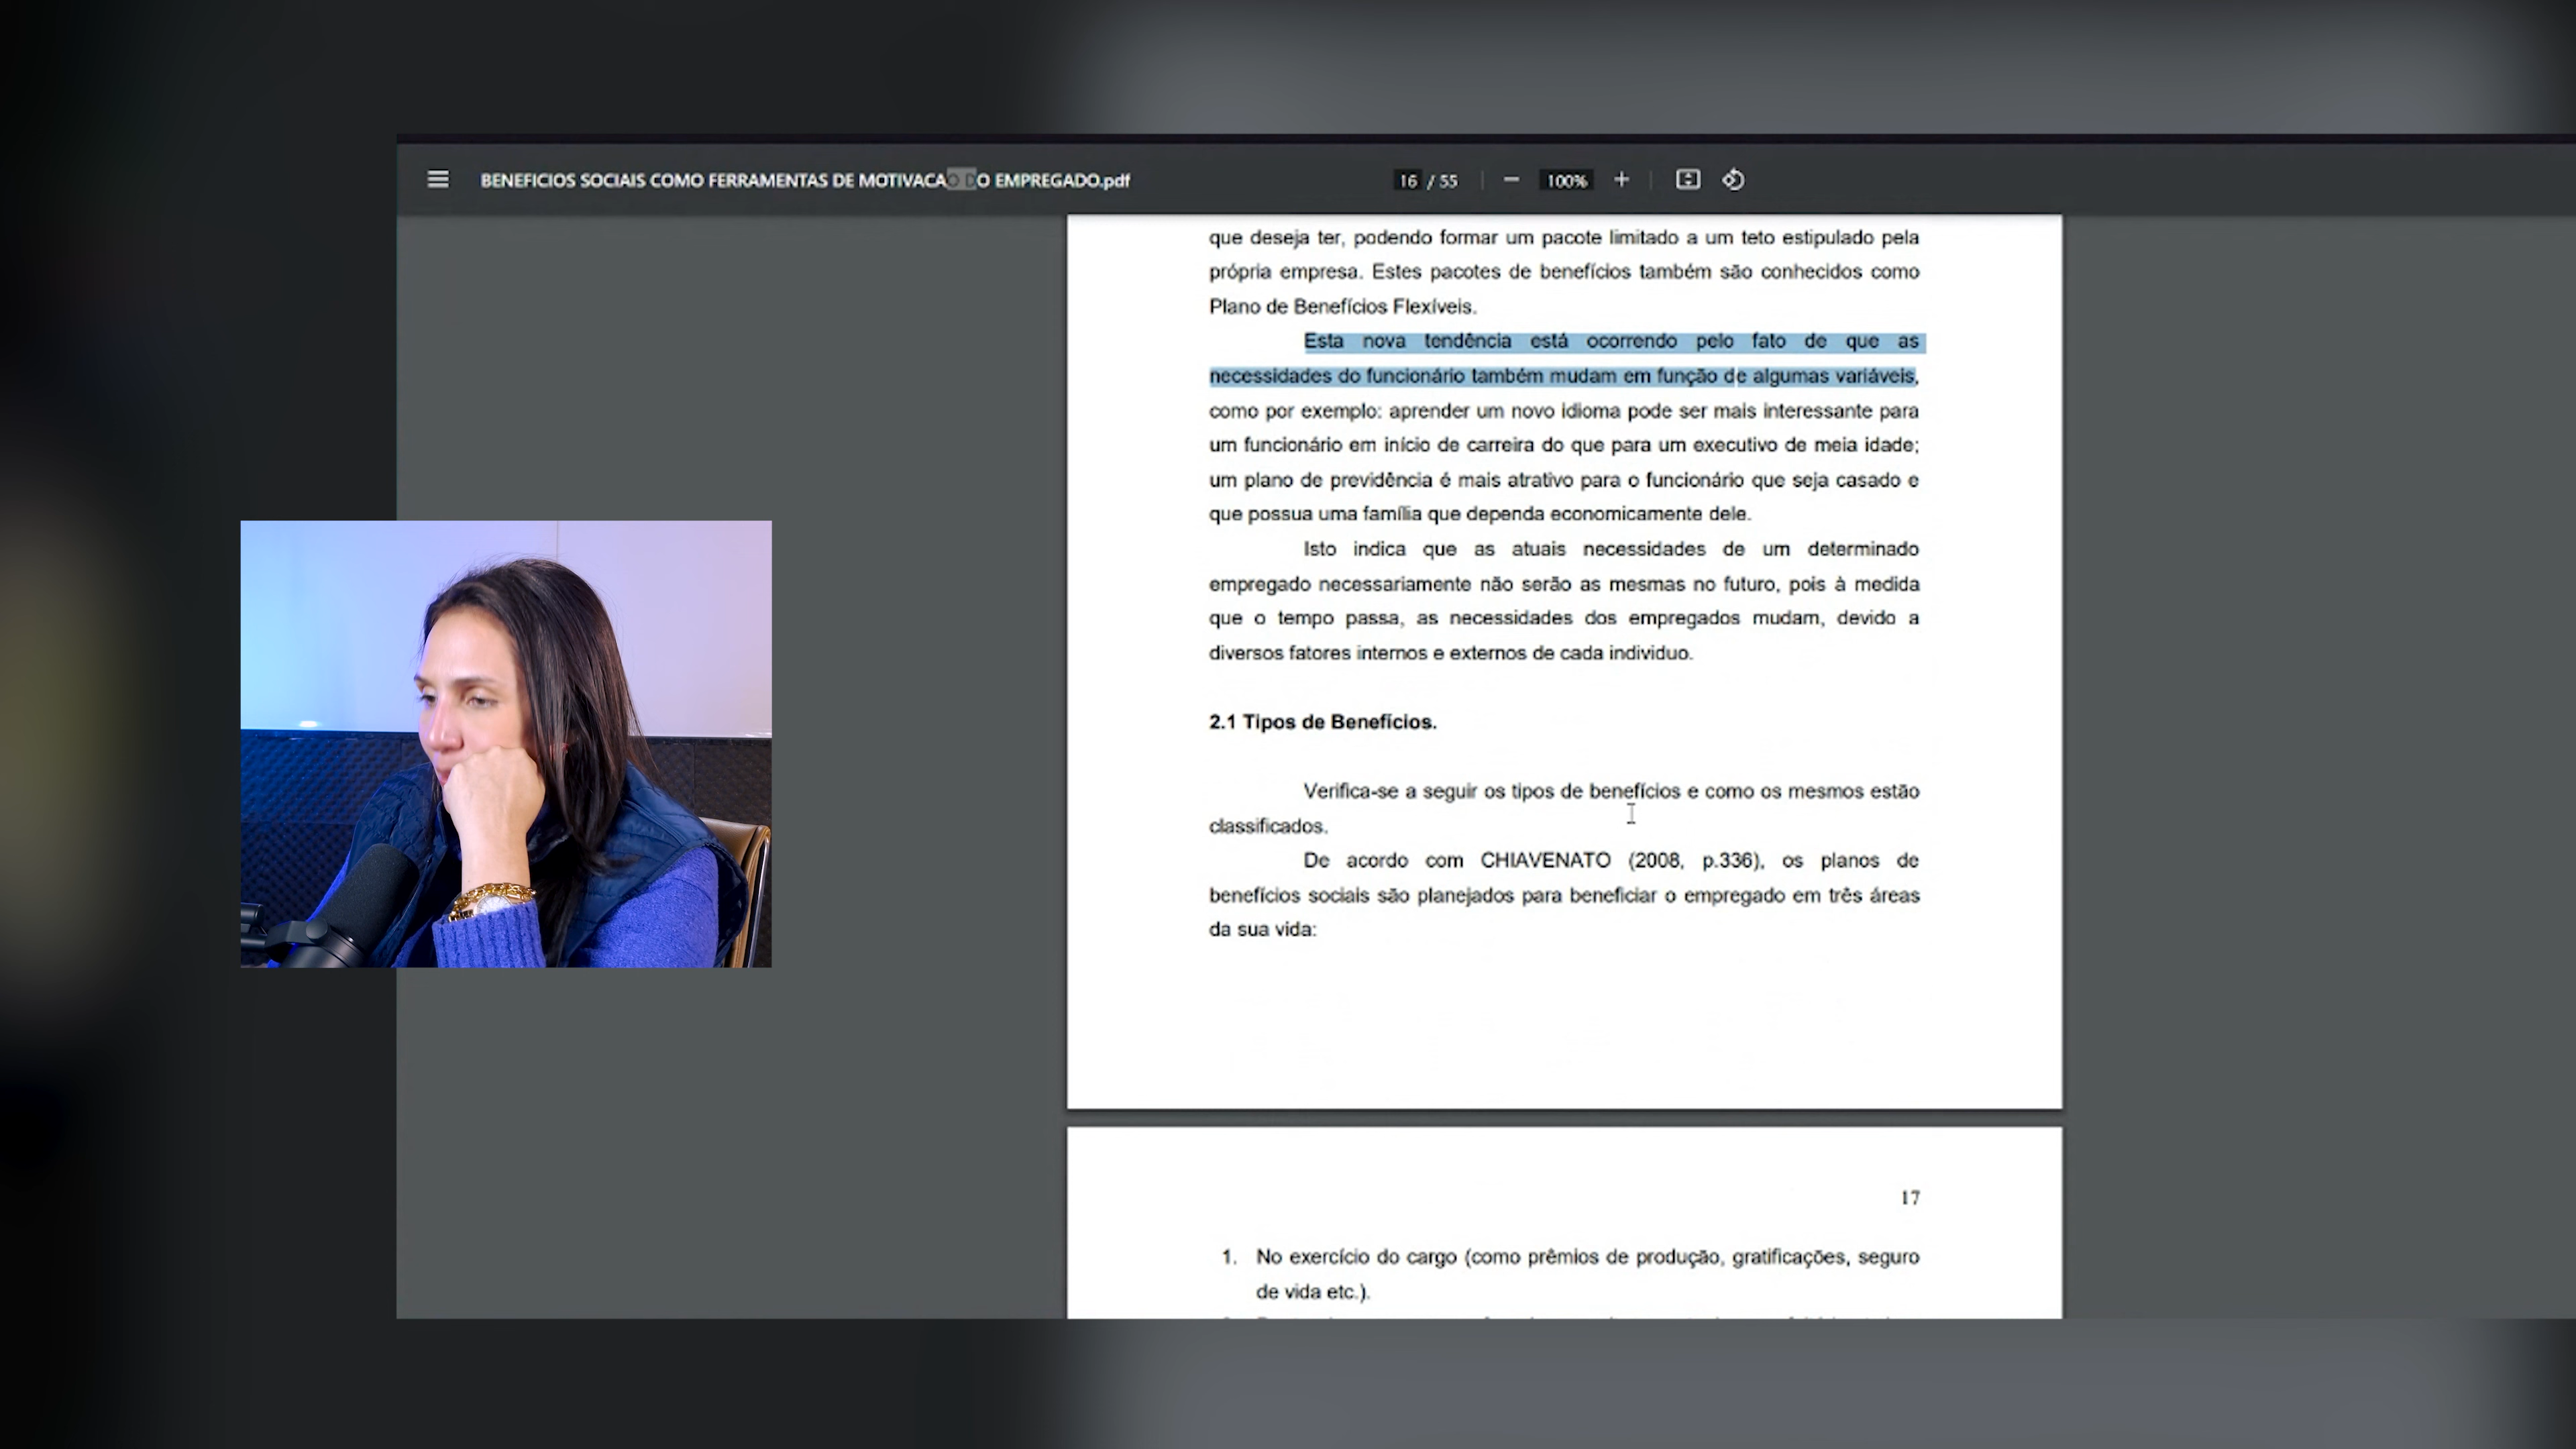 BENEFICIOS SOCIAIS COMO FERRAMENTAS DE MOTIVACAO DO EMPREGADO.pdf
16 / 55
100%
que deseja ter, podendo formar um pacote limitado a um teto estipulado pela
própria empresa. Estes pacotes de benefícios também são conhecidos como
Plano de Benefícios Flexíveis.
Esta nova tendência está ocorrendo pelo fato de que as
necessidades do funcionário também mudam em função de algumas variáveis,
como por exemplo: aprender um novo idioma pode ser mais interessante para
um funcionário em início de carreira do que para um executivo de meia idade;
um plano de previdência é mais atrativo para o funcionário que seja casado e
que possua uma família que dependa economicamente dele.
Isto indica que as atuais necessidades de um determinado
empregado necessariamente não serão as mesmas no futuro, pois à medida
que o tempo passa, as necessidades dos empregados mudam, devido a
diversos fatores internos e externos de cada individuo.
2.1 Tipos de Benefícios.
Verifica-se a seguir os tipos de benefícios e como os mesmos estão
classificados.
De acordo com CHIAVENATO (2008, p.336), os planos de
benefícios sociais são planejados para beneficiar o empregado em três áreas
da sua vida:
17
1. No exercício do cargo (como prêmios de produção, gratificações, seguro
de vida etc.).